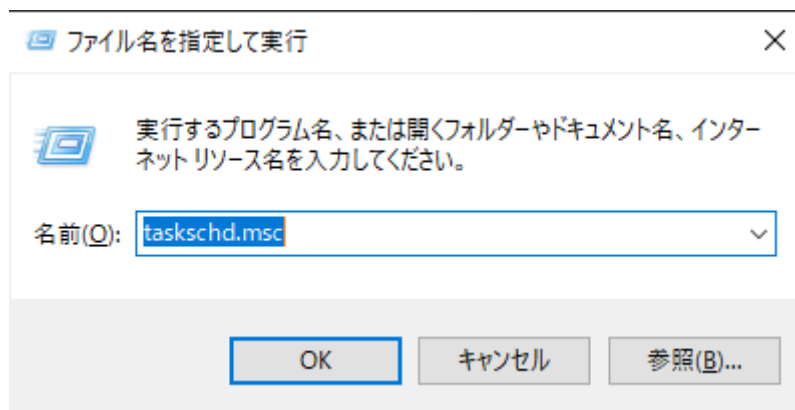 ファイル名を指定して実行
実行するプログラム名、または開くフォルダーやドキュメント名、インター
ネット リソース名を入力してください。
名前(O): taskschd.msc
OK キャンセル 参照(B)...